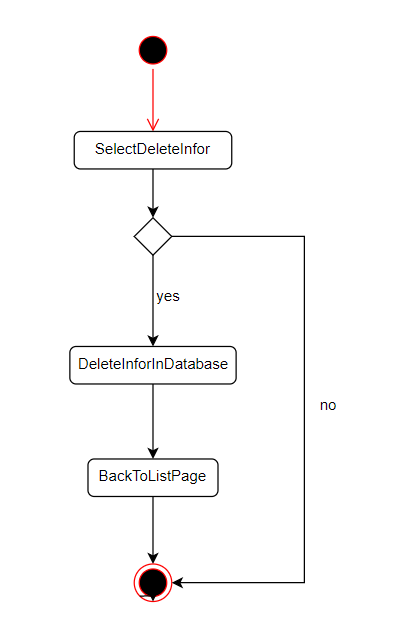 SelectDeleteInfor
yes
DeleteInforInDatabase
no
BackToListPage